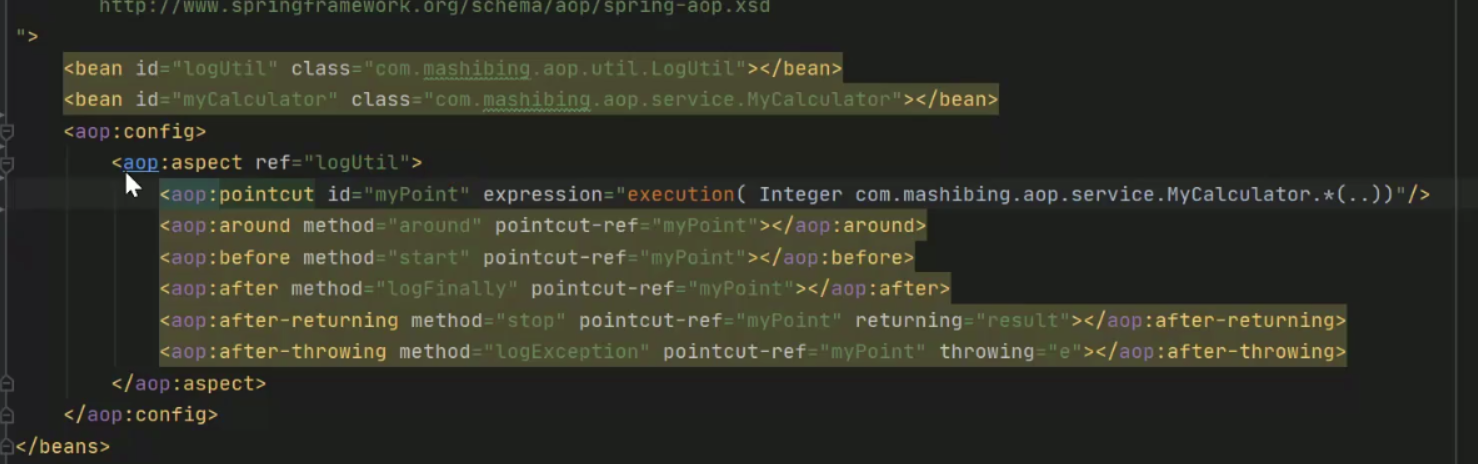 http://www.springframework.org/schema/aop/spring-aop.xsd
">
<bean id="logUtil" class="com.mashibing.aop.util.LogUtil"></bean>
<bean id="myCalculator" class="com.mashibing.aop.service.MyCalculator"></bean>
<aop:config>
<aop:aspect ref="logUtil">
<aop:pointcut id="myPoint" expression="execution( Integer com.mashibing.aop.service.MyCalculator.*(..))"/>
<aop:around method="around" pointcut-ref="myPoint"></aop:around>
<aop:before method="start" pointcut-ref="myPoint"></aop:before>
<aop:after method="logFinally" pointcut-ref="myPoint"></aop:after>
<aop:after-returning method="stop" pointcut-ref="myPoint" returning="result"></aop:after-returning>
<aop:after-throwing method="logException" pointcut-ref="myPoint" throwing="e"></aop:after-throwing>
</aop:aspect>
</aop:config>
</beans>